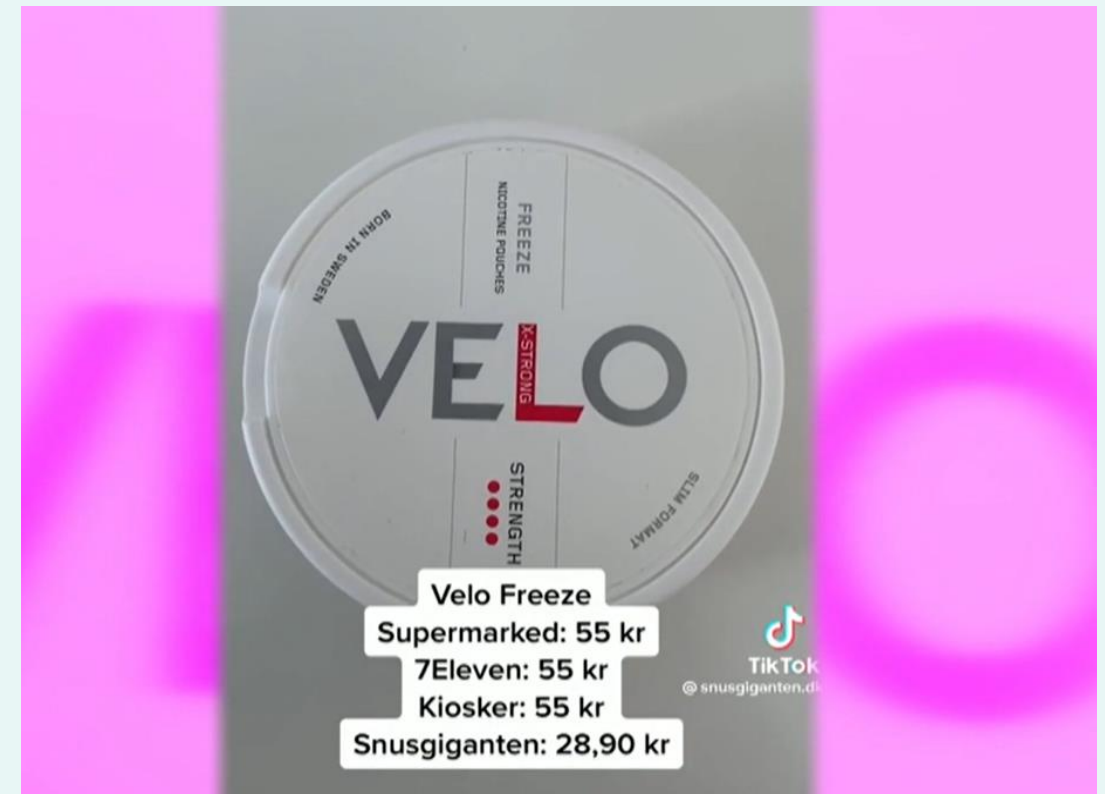 BORN IN SWEDEN
FREEZE
NICOTINE POUCHES
VELO
X-STRONG
STRENGTH
SLIM FORMAT
Velo Freeze
Supermarked: 55 kr
7Eleven: 55 kr
Kiosker: 55 kr
Snusgiganten: 28,90 kr
TikTok
@snusgiganten.dk